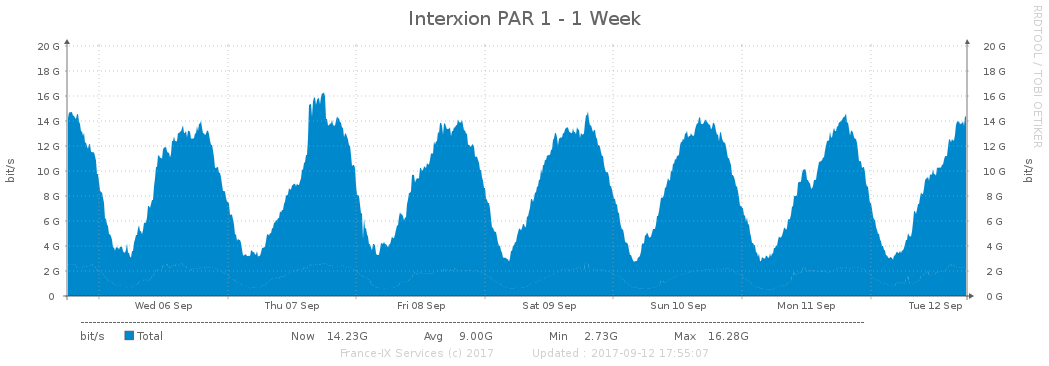 Interxion PAR 1 - 1 Week
RRDTOOL / TOBI OETIKER
20 G 20 G
18 G 18 G
16 G 16 G
14 G 14 G
12 G 12 G
10 G 10 G
8 G 8 G
6 G 6 G
4 G 4 G
2 G 2 G
0 0 G
bit/s
bit/s
Wed 06 Sep Thu 07 Sep Fri 08 Sep Sat 09 Sep Sun 10 Sep Mon 11 Sep Tue 12 Sep
bit/s Total Now 14.23G Avg 9.00G Min 2.73G Max 16.28G
France-IX Services (c) 2017 Updated : 2017-09-12 17:55:07